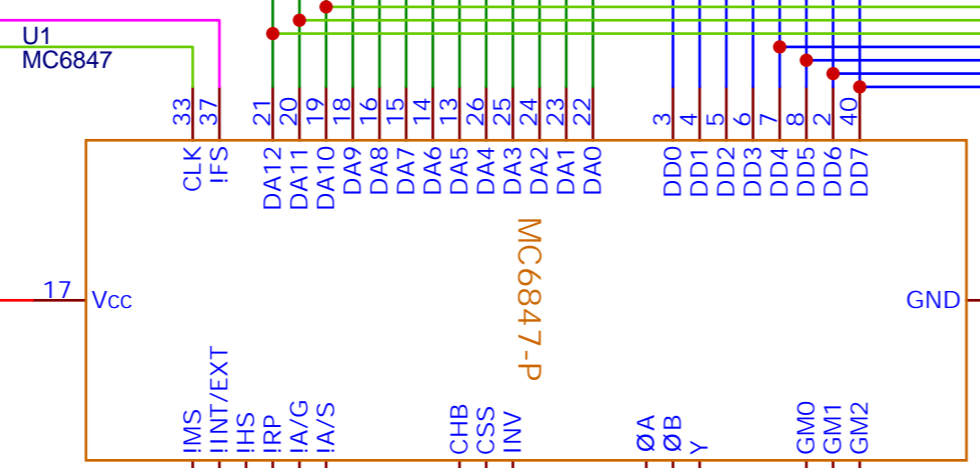 U1
MC6847
33 37 21 20 19 18 16 15 14 13 26 25 24 23 22 3 4 5 6 7 8 2 40
CLK !FS DA12 DA11 DA10 DA9 DA8 DA7 DA6 DA5 DA4 DA3 DA2 DA1 DA0 DD0 DD1 DD2 DD3 DD4 DD5 DD6 DD7
MC6847-P
17 Vcc GND
!MS !INT/EXT !HS !RP !A/G !A/S CHB CSS INV ØA ØB Y GM0 GM1 GM2